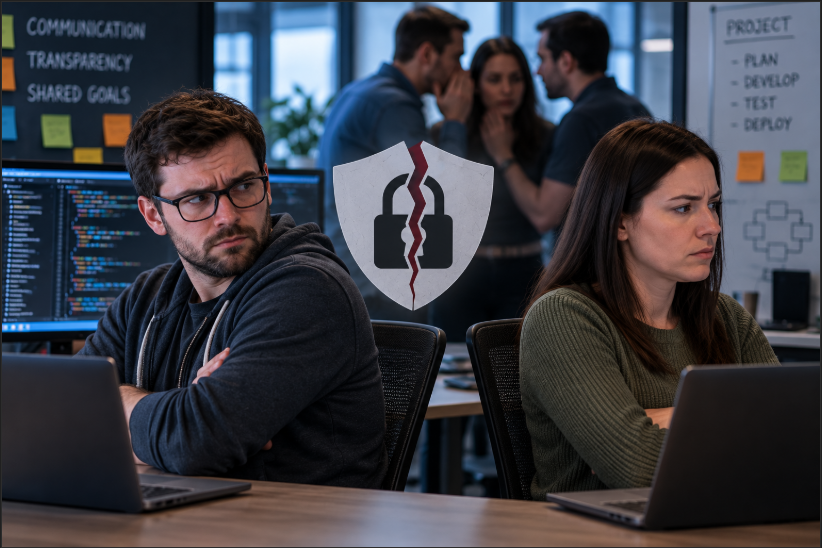 COMMUNICATION
TRANSPARENCY
SHARED GOALS
PROJECT
- PLAN
- DEVELOP
- TEST
- DEPLOY